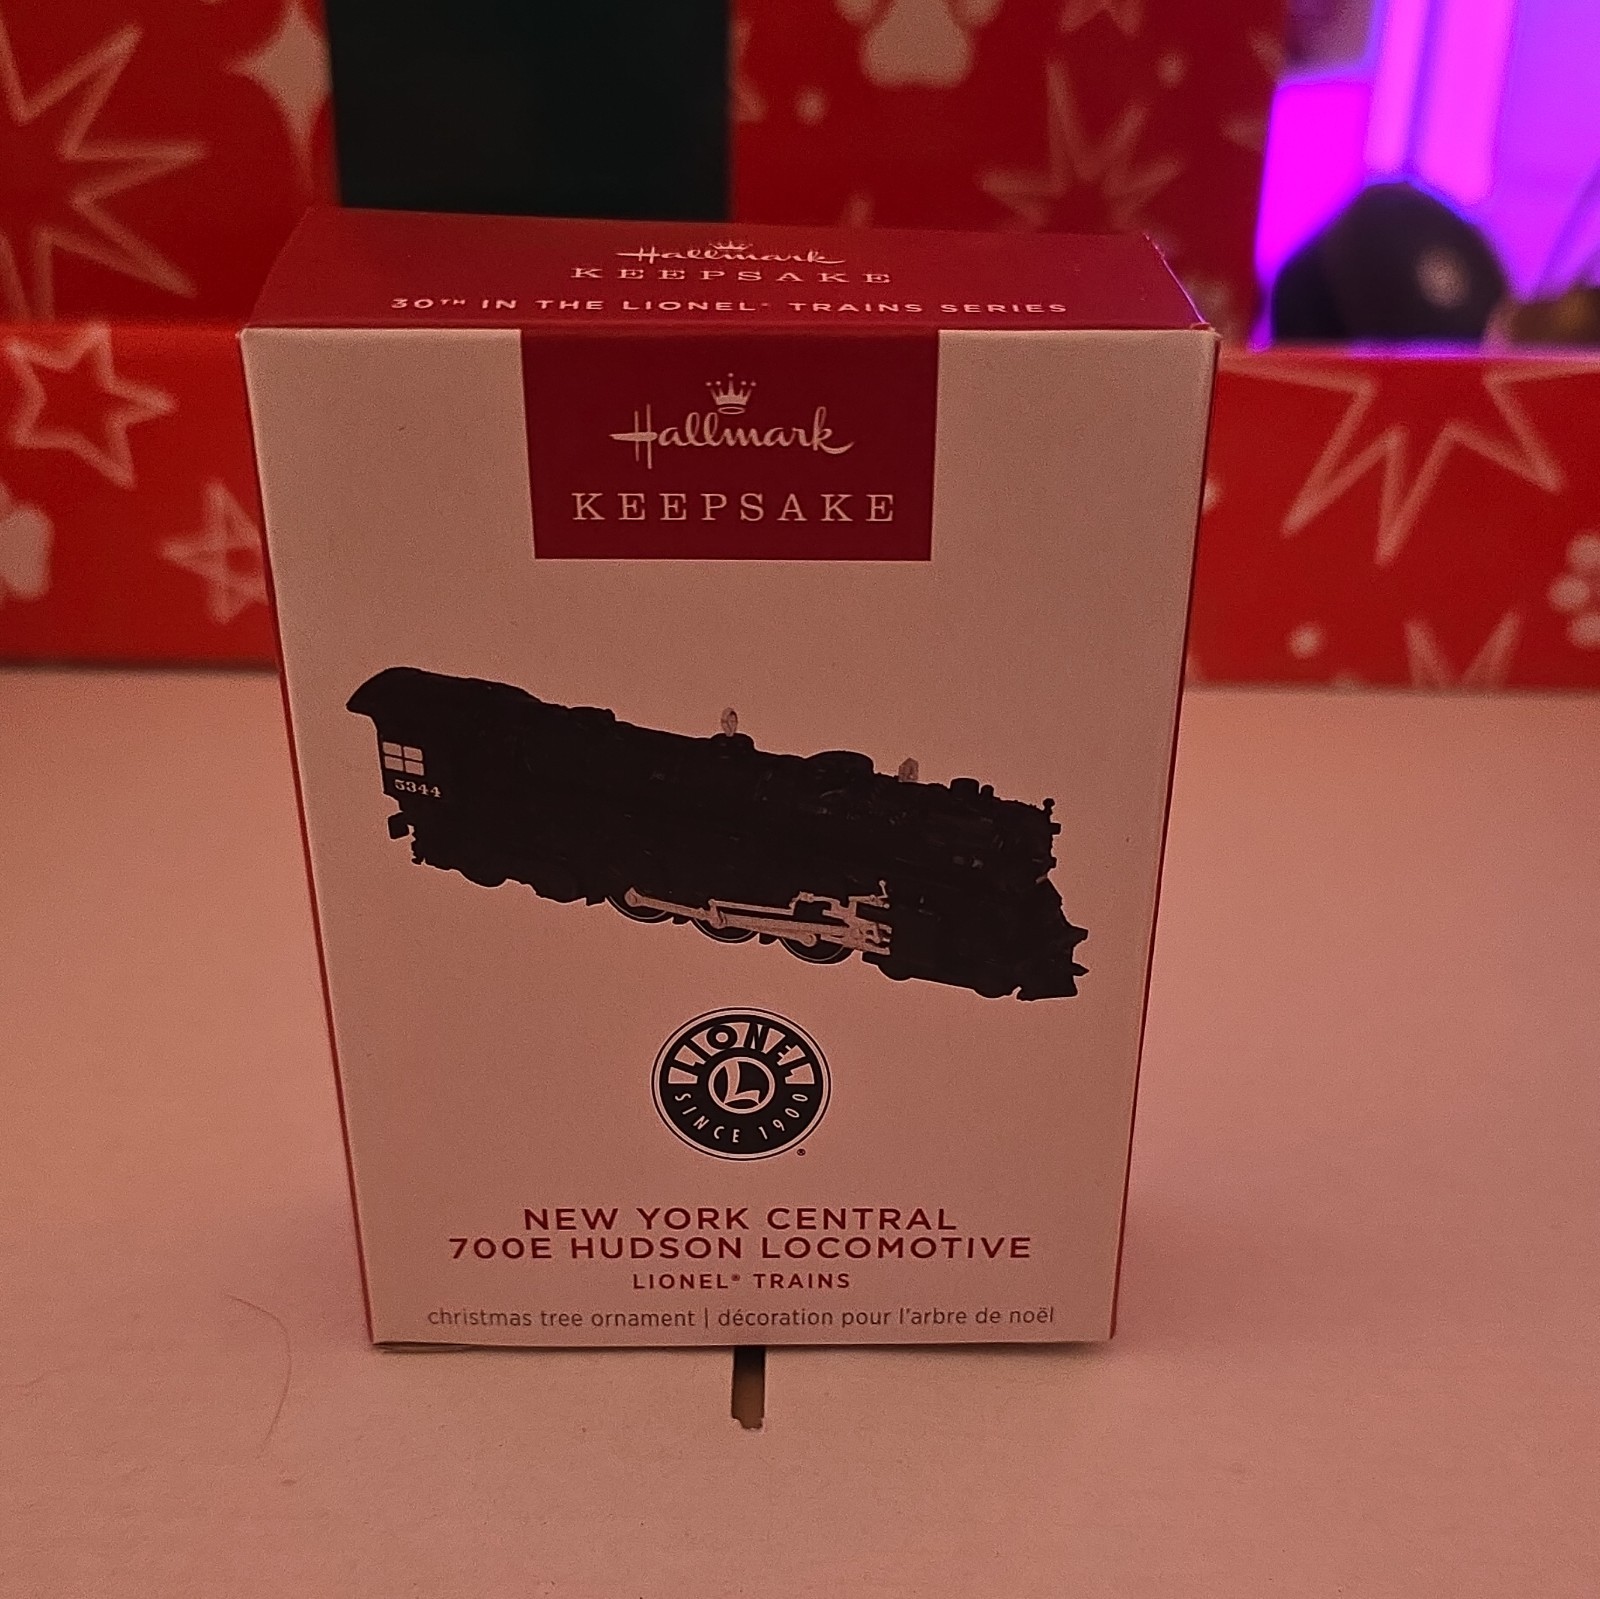 Hallmark
KEEPSAKE
30TH IN THE LIONEL® TRAINS SERIES
Hallmark
KEEPSAKE
5344
LIONEL
L
SINCE 1900
®
NEW YORK CENTRAL
700E HUDSON LOCOMOTIVE
LIONEL® TRAINS
christmas tree ornament | décoration pour l'arbre de noël